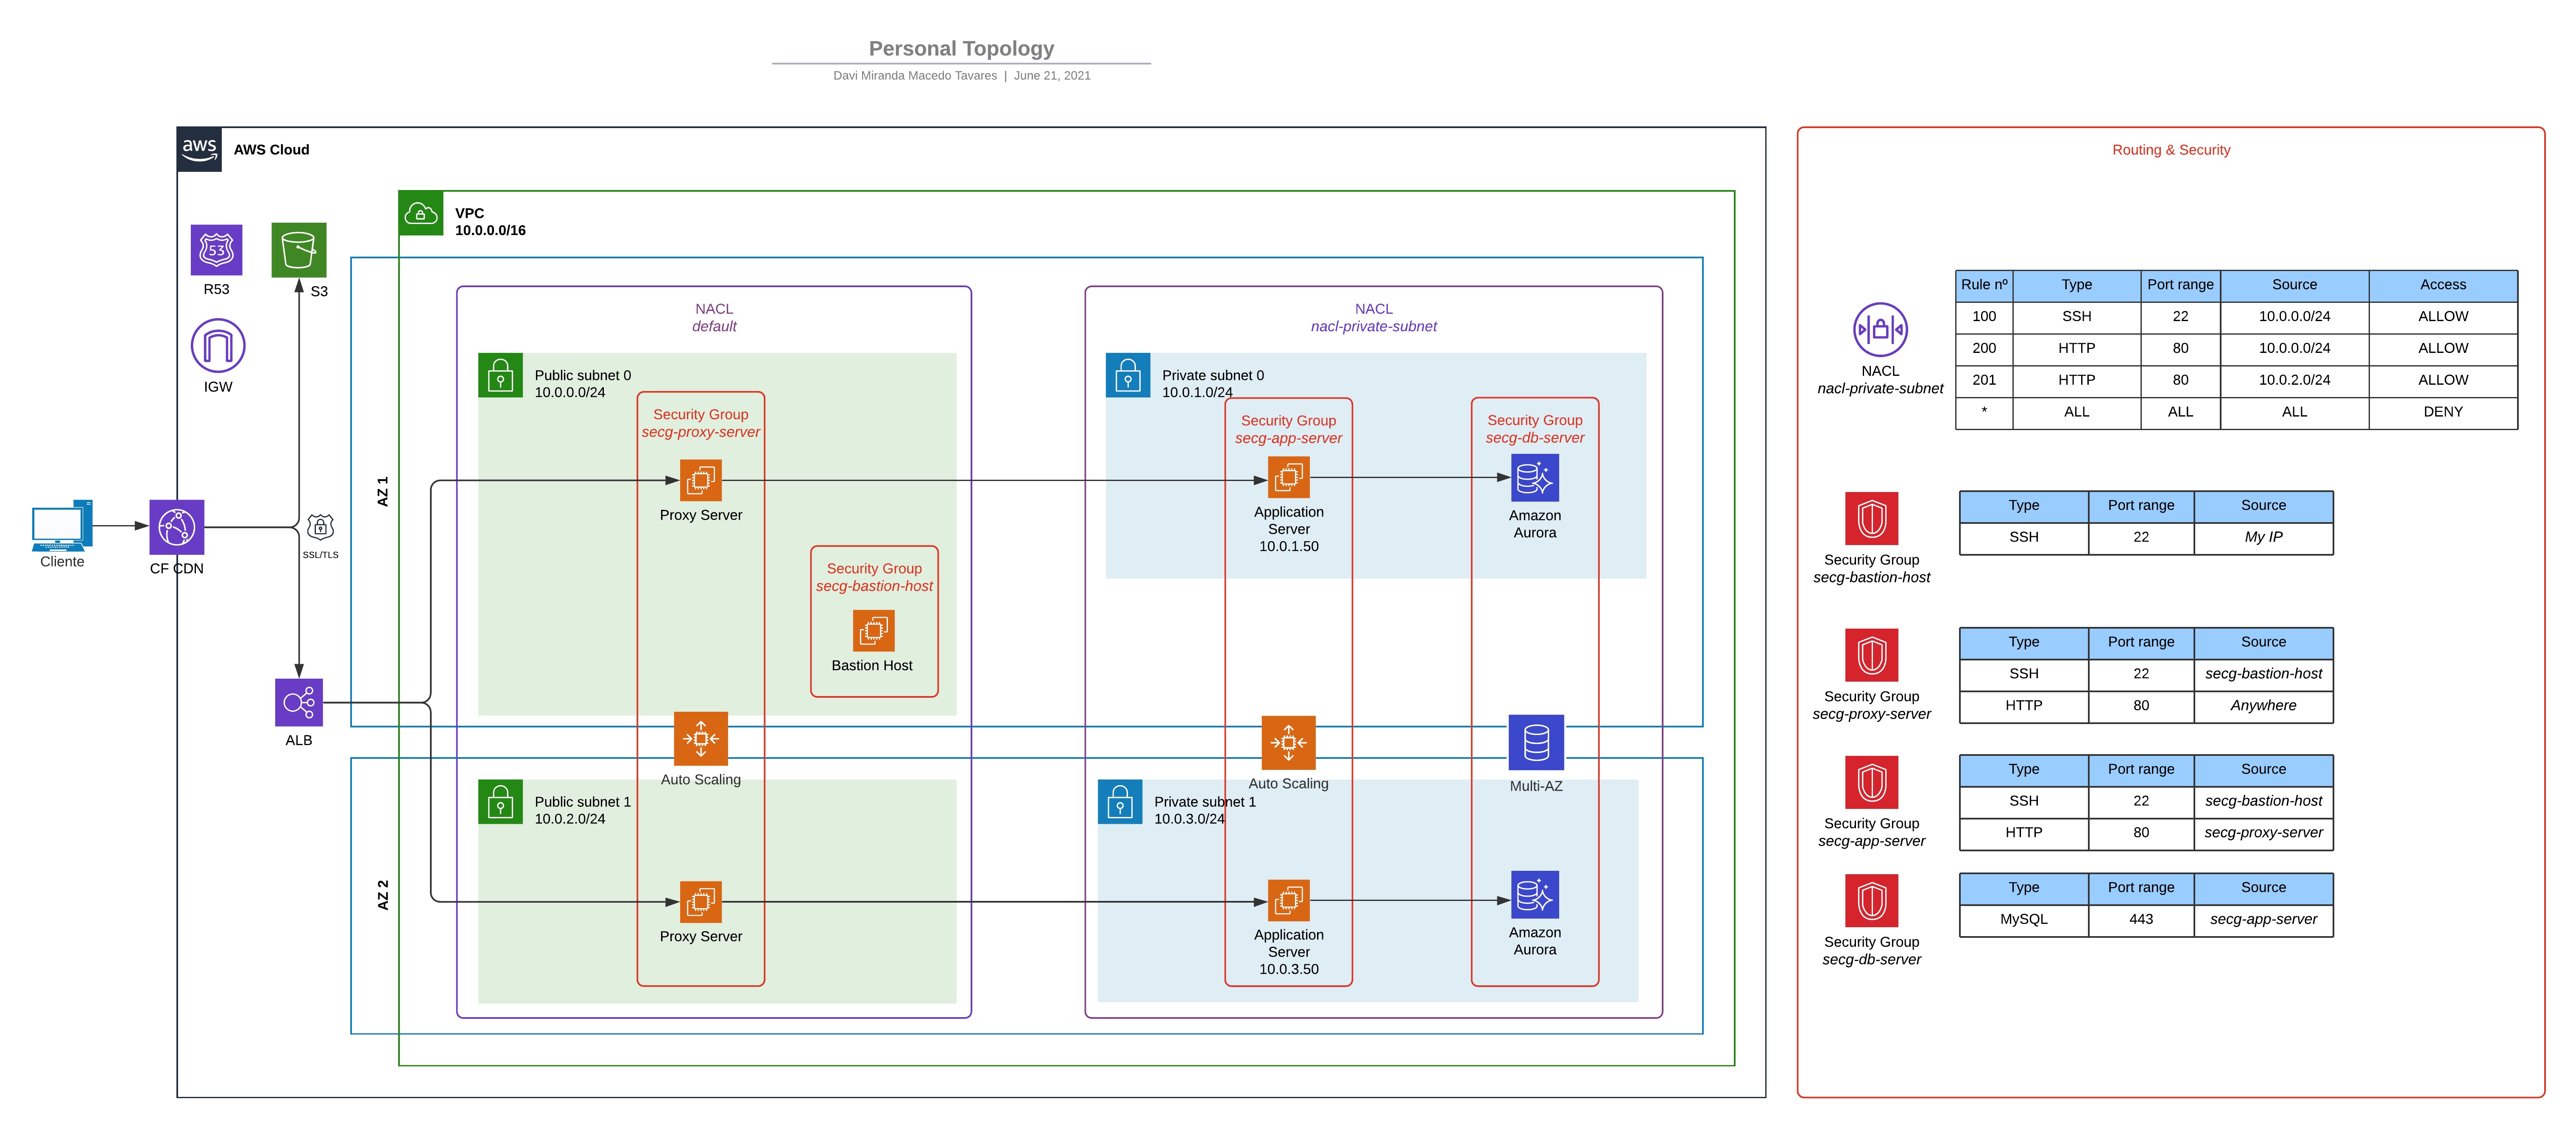 Personal Topology
Davi Miranda Macedo Tavares | June 21, 2021
aws
AWS Cloud
VPC
10.0.0.0/16
53
R53
S3
IGW
Cliente
CF CDN
SSL/TLS
ALB
AZ 1
AZ 2
NACL
default
Public subnet 0
10.0.0.0/24
Security Group
secg-proxy-server
Proxy Server
Security Group
secg-bastion-host
Bastion Host
Auto Scaling
Public subnet 1
10.0.2.0/24
Proxy Server
NACL
nacl-private-subnet
Private subnet 0
10.0.1.0/24
Security Group
secg-app-server
Application
Server
10.0.1.50
Security Group
secg-db-server
Amazon
Aurora
Auto Scaling
Multi-AZ
Private subnet 1
10.0.3.0/24
Application
Server
10.0.3.50
Amazon
Aurora
Routing & Security
NACL
nacl-private-subnet
Rule nº Type Port range Source Access
100 SSH 22 10.0.0.0/24 ALLOW
200 HTTP 80 10.0.0.0/24 ALLOW
201 HTTP 80 10.0.2.0/24 ALLOW
* ALL ALL ALL DENY
Security Group
secg-bastion-host
Type Port range Source
SSH 22 My IP
Security Group
secg-proxy-server
Type Port range Source
SSH 22 secg-bastion-host
HTTP 80 Anywhere
Security Group
secg-app-server
Type Port range Source
SSH 22 secg-bastion-host
HTTP 80 secg-proxy-server
Security Group
secg-db-server
Type Port range Source
MySQL 443 secg-app-server